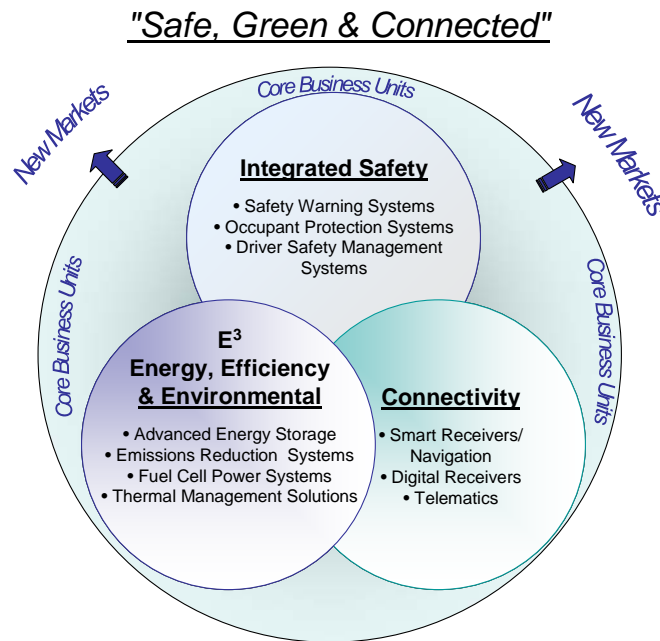 "Safe, Green & Connected"
Core Business Units
New Markets
New Markets
Integrated Safety
• Safety Warning Systems
• Occupant Protection Systems
• Driver Safety Management
Systems
Core Business Units
Core Business Units
E³
Energy, Efficiency
& Environmental
• Advanced Energy Storage
• Emissions Reduction Systems
• Fuel Cell Power Systems
• Thermal Management Solutions
Connectivity
• Smart Receivers/
Navigation
• Digital Receivers
• Telematics